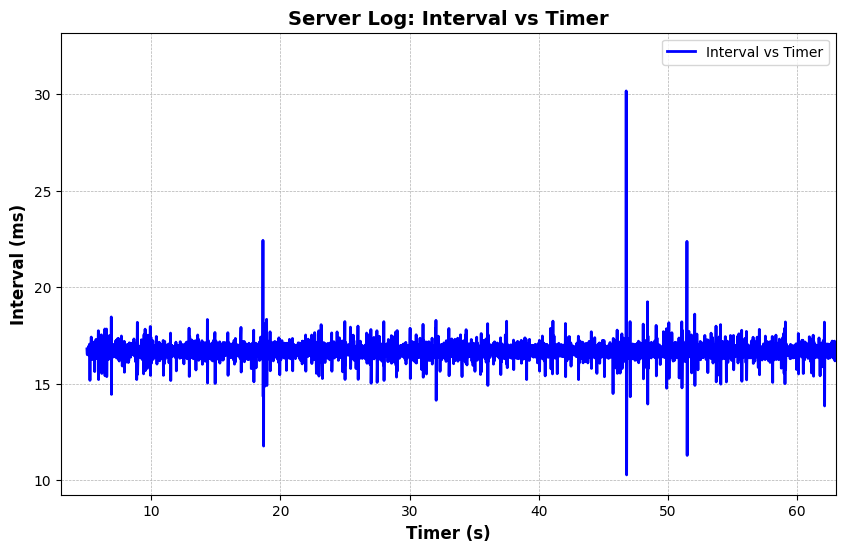 Server Log: Interval vs Timer
Interval vs Timer
30
25
20
15
10
Interval (ms)
10 20 30 40 50 60
Timer (s)